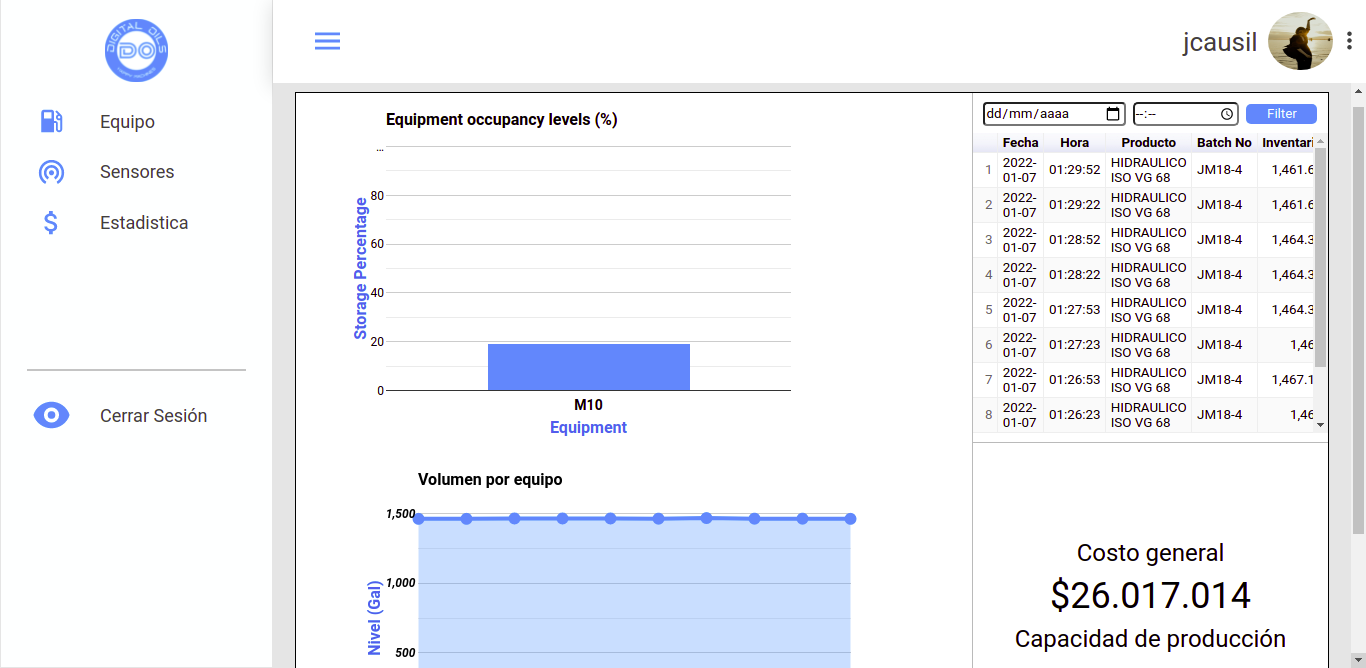 DIGITAL OILS
DO
jcausil
Equipo
Sensores
Estadistica
Cerrar Sesión
Equipment occupancy levels (%)
...
80
60
40
20
0
Storage Percentage
M10
Equipment
Volumen por equipo
1,500
1,000
500
Nivel (Gal)
dd/mm/aaaa --:-- Filter
Fecha Hora Producto Batch No Inventari
1 2022-01-07 01:29:52 HIDRAULICO ISO VG 68 JM18-4 1,461.6
2 2022-01-07 01:29:22 HIDRAULICO ISO VG 68 JM18-4 1,461.6
3 2022-01-07 01:28:52 HIDRAULICO ISO VG 68 JM18-4 1,464.3
4 2022-01-07 01:28:22 HIDRAULICO ISO VG 68 JM18-4 1,464.3
5 2022-01-07 01:27:53 HIDRAULICO ISO VG 68 JM18-4 1,464.3
6 2022-01-07 01:27:23 HIDRAULICO ISO VG 68 JM18-4 1,46
7 2022-01-07 01:26:53 HIDRAULICO ISO VG 68 JM18-4 1,467.1
8 2022-01-07 01:26:23 HIDRAULICO ISO VG 68 JM18-4 1,46
Costo general
$26.017.014
Capacidad de producción